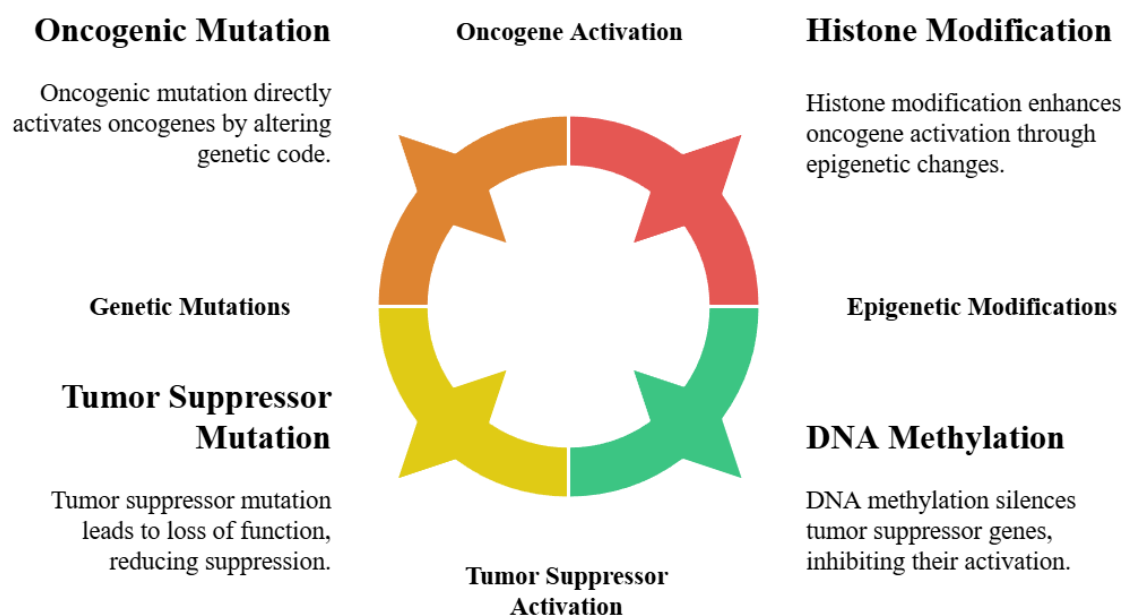 Oncogenic Mutation
Oncogenic mutation directly
activates oncogenes by altering
genetic code.
Oncogene Activation
Histone Modification
Histone modification enhances
oncogene activation through
epigenetic changes.
Genetic Mutations
Epigenetic Modifications
Tumor Suppressor
Mutation
Tumor suppressor mutation
leads to loss of function,
reducing suppression.
DNA Methylation
DNA methylation silences
tumor suppressor genes,
inhibiting their activation.
Tumor Suppressor
Activation